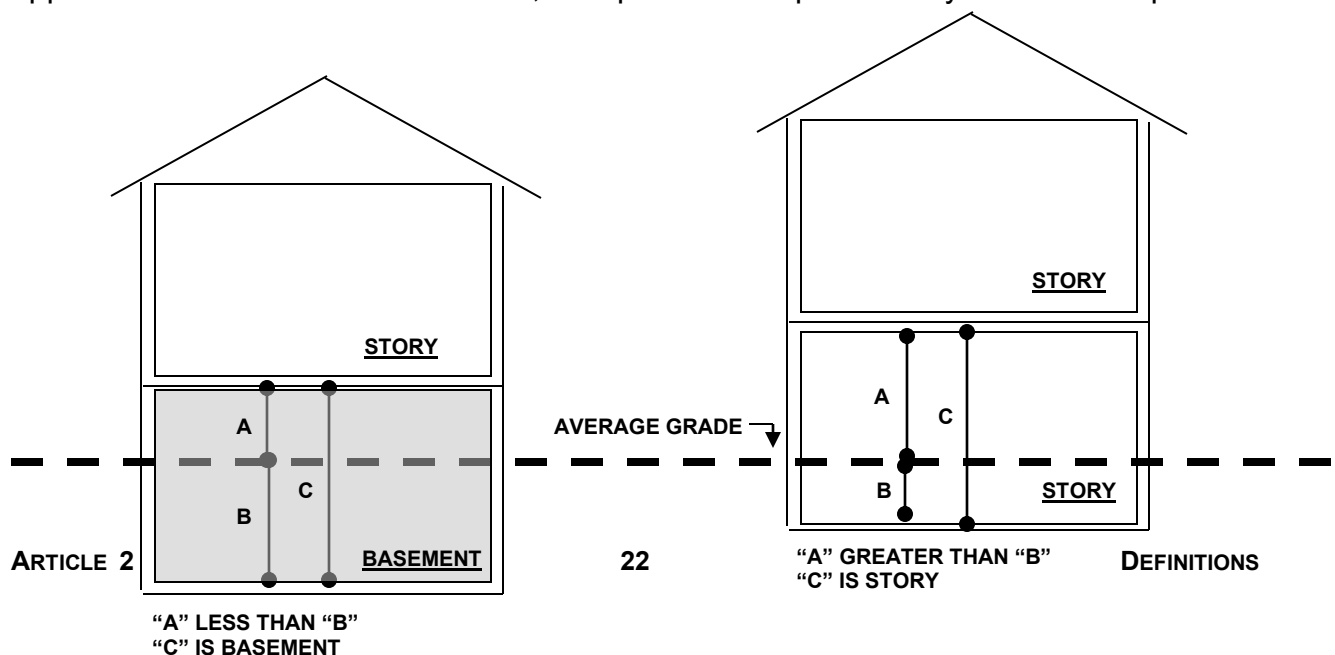 STORY
STORY
A
A
C
AVERAGE GRADE
C
B
STORY
B
ARTICLE 2
BASEMENT
22
"A" GREATER THAN "B"
"C" IS STORY
DEFINITIONS
"A" LESS THAN "B"
"C" IS BASEMENT